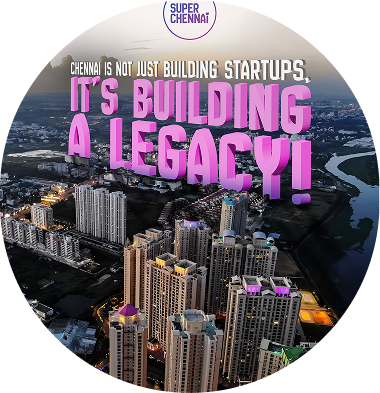 SUPER
CHENNAI
CHENNAI IS NOT JUST BUILDING STARTUPS,
IT'S BUILDING
A LEGACY!